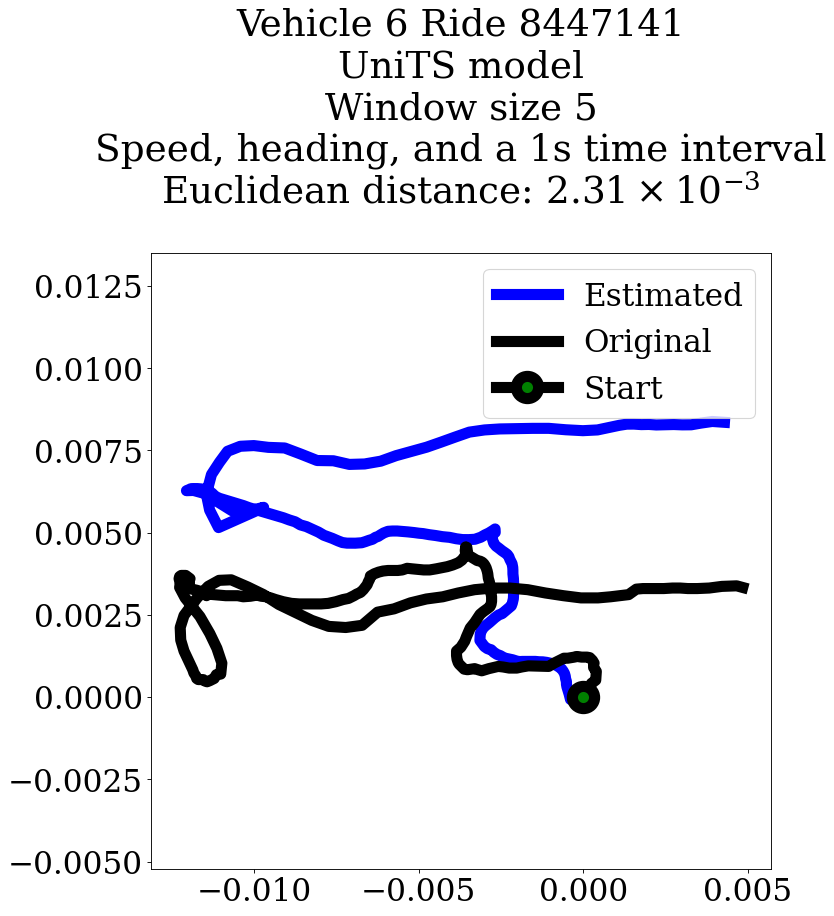 Vehicle 6 Ride 8447141
UniTS model
Window size 5
Speed, heading, and a 1s time interval
Euclidean distance: 2.31 × 10⁻³
Estimated
Original
Start
0.0125
0.0100
0.0075
0.0050
0.0025
0.0000
−0.0025
−0.0050
−0.010 −0.005 0.000 0.005